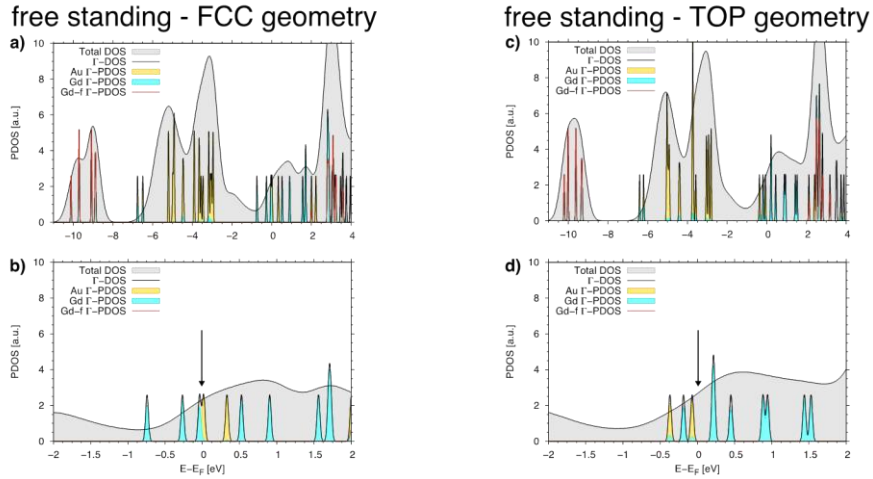 free standing - FCC geometry
a)
10
8
6
4
2
0
PDOS [a.u.]
Total DOS
Γ-DOS
Au Γ-PDOS
Gd Γ-PDOS
Gd-f Γ-PDOS
-10 -8 -6 -4 -2 0 2 4
b)
10
8
6
4
2
0
PDOS [a.u.]
Total DOS
Γ-DOS
Au Γ-PDOS
Gd Γ-PDOS
Gd-f Γ-PDOS
-2 -1.5 -1 -0.5 0 0.5 1 1.5 2
E-E_F [eV]
free standing - TOP geometry
c)
10
8
6
4
2
0
PDOS [a.u.]
Total DOS
Γ-DOS
Au Γ-PDOS
Gd Γ-PDOS
Gd-f Γ-PDOS
-10 -8 -6 -4 -2 0 2 4
d)
10
8
6
4
2
0
PDOS [a.u.]
Total DOS
Γ-DOS
Au Γ-PDOS
Gd Γ-PDOS
Gd-f Γ-PDOS
-2 -1.5 -1 -0.5 0 0.5 1 1.5 2
E-E_F [eV]